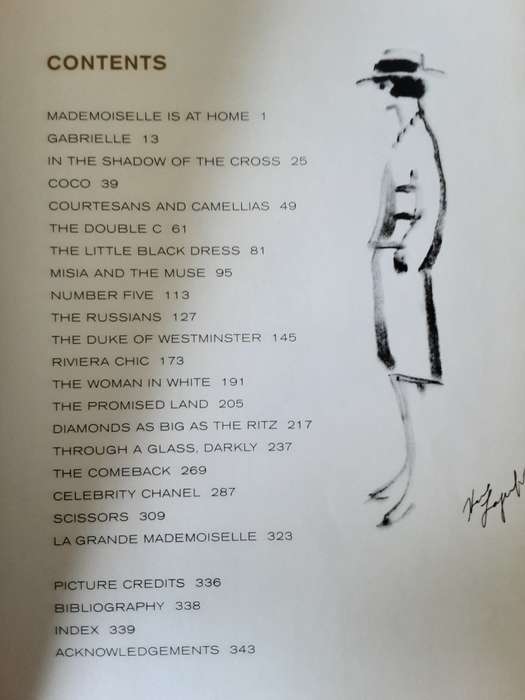 CONTENTS
MADEMOISELLE IS AT HOME 1
GABRIELLE 13
IN THE SHADOW OF THE CROSS 25
COCO 39
COURTESANS AND CAMELLIAS 49
THE DOUBLE C 61
THE LITTLE BLACK DRESS 81
MISIA AND THE MUSE 95
NUMBER FIVE 113
THE RUSSIANS 127
THE DUKE OF WESTMINSTER 145
RIVIERA CHIC 173
THE WOMAN IN WHITE 191
THE PROMISED LAND 205
DIAMONDS AS BIG AS THE RITZ 217
THROUGH A GLASS, DARKLY 237
THE COMEBACK 269
CELEBRITY CHANEL 287
SCISSORS 309
LA GRANDE MADEMOISELLE 323
PICTURE CREDITS 336
BIBLIOGRAPHY 338
INDEX 339
ACKNOWLEDGEMENTS 343